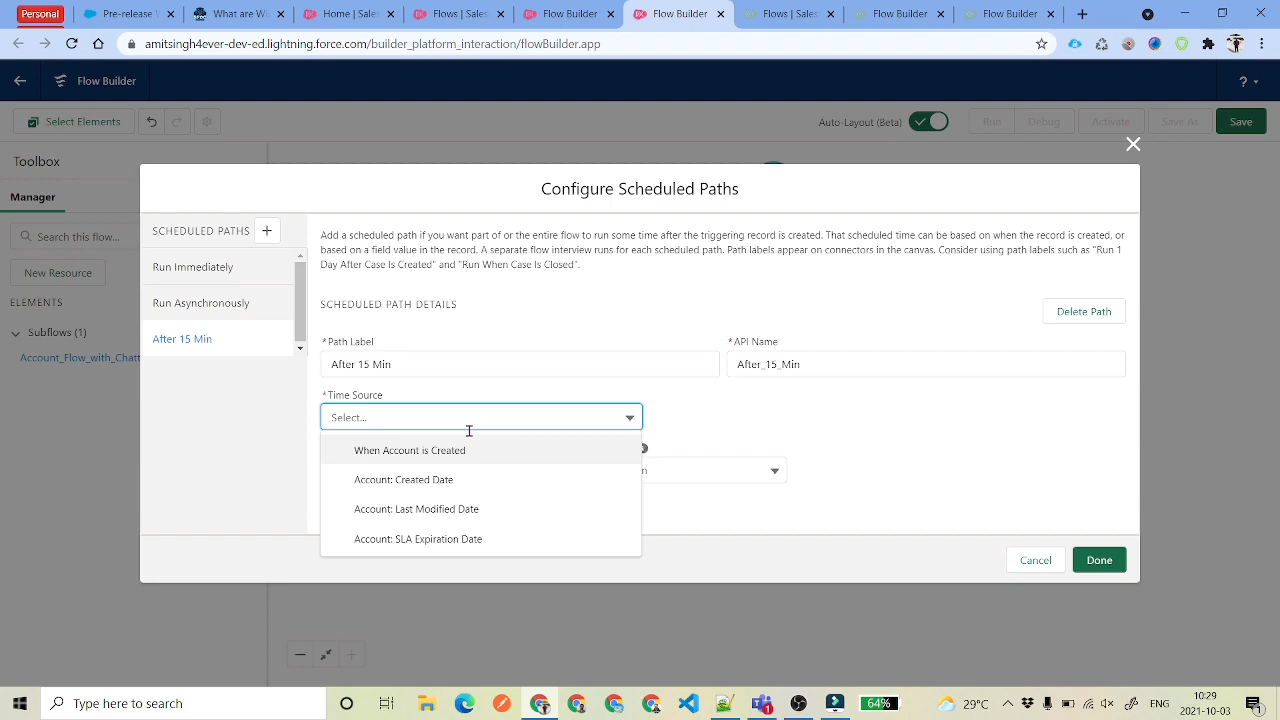 Personal
Pre-release
What are W
Home | Sales
Flows | Sales
Flow Builder
Flow Builder
Flows | Sales
Flow Builder
Flow Builder
amitsingh4ever-dev-ed.lightning.force.com/builder_platform_interaction/flowBuilder.app
Flow Builder
?
Select Elements
Auto-Layout (Beta)
Run
Debug
Activate
Save As
Save
Toolbox
Manager
Search this flow...
New Resource
ELEMENTS
Subflows (1)
Account_Flow_with_Chatt
Configure Scheduled Paths
SCHEDULED PATHS
Run Immediately
Run Asynchronously
After 15 Min
Add a scheduled path if you want part of or the entire flow to run some time after the triggering record is created. That scheduled time can be based on when the record is created, or
based on a field value in the record. A separate flow interview runs for each scheduled path. Path labels appear on connectors in the canvas. Consider using path labels such as "Run 1
Day After Case Is Created" and "Run When Case Is Closed".
SCHEDULED PATH DETAILS
Delete Path
*Path Label
*API Name
After 15 Min
After_15_Min
*Time Source
Select...
When Account is Created
Account: Created Date
Account: Last Modified Date
Account: SLA Expiration Date
Cancel
Done
Type here to search
64%
29°C
10:29
2021-10-03